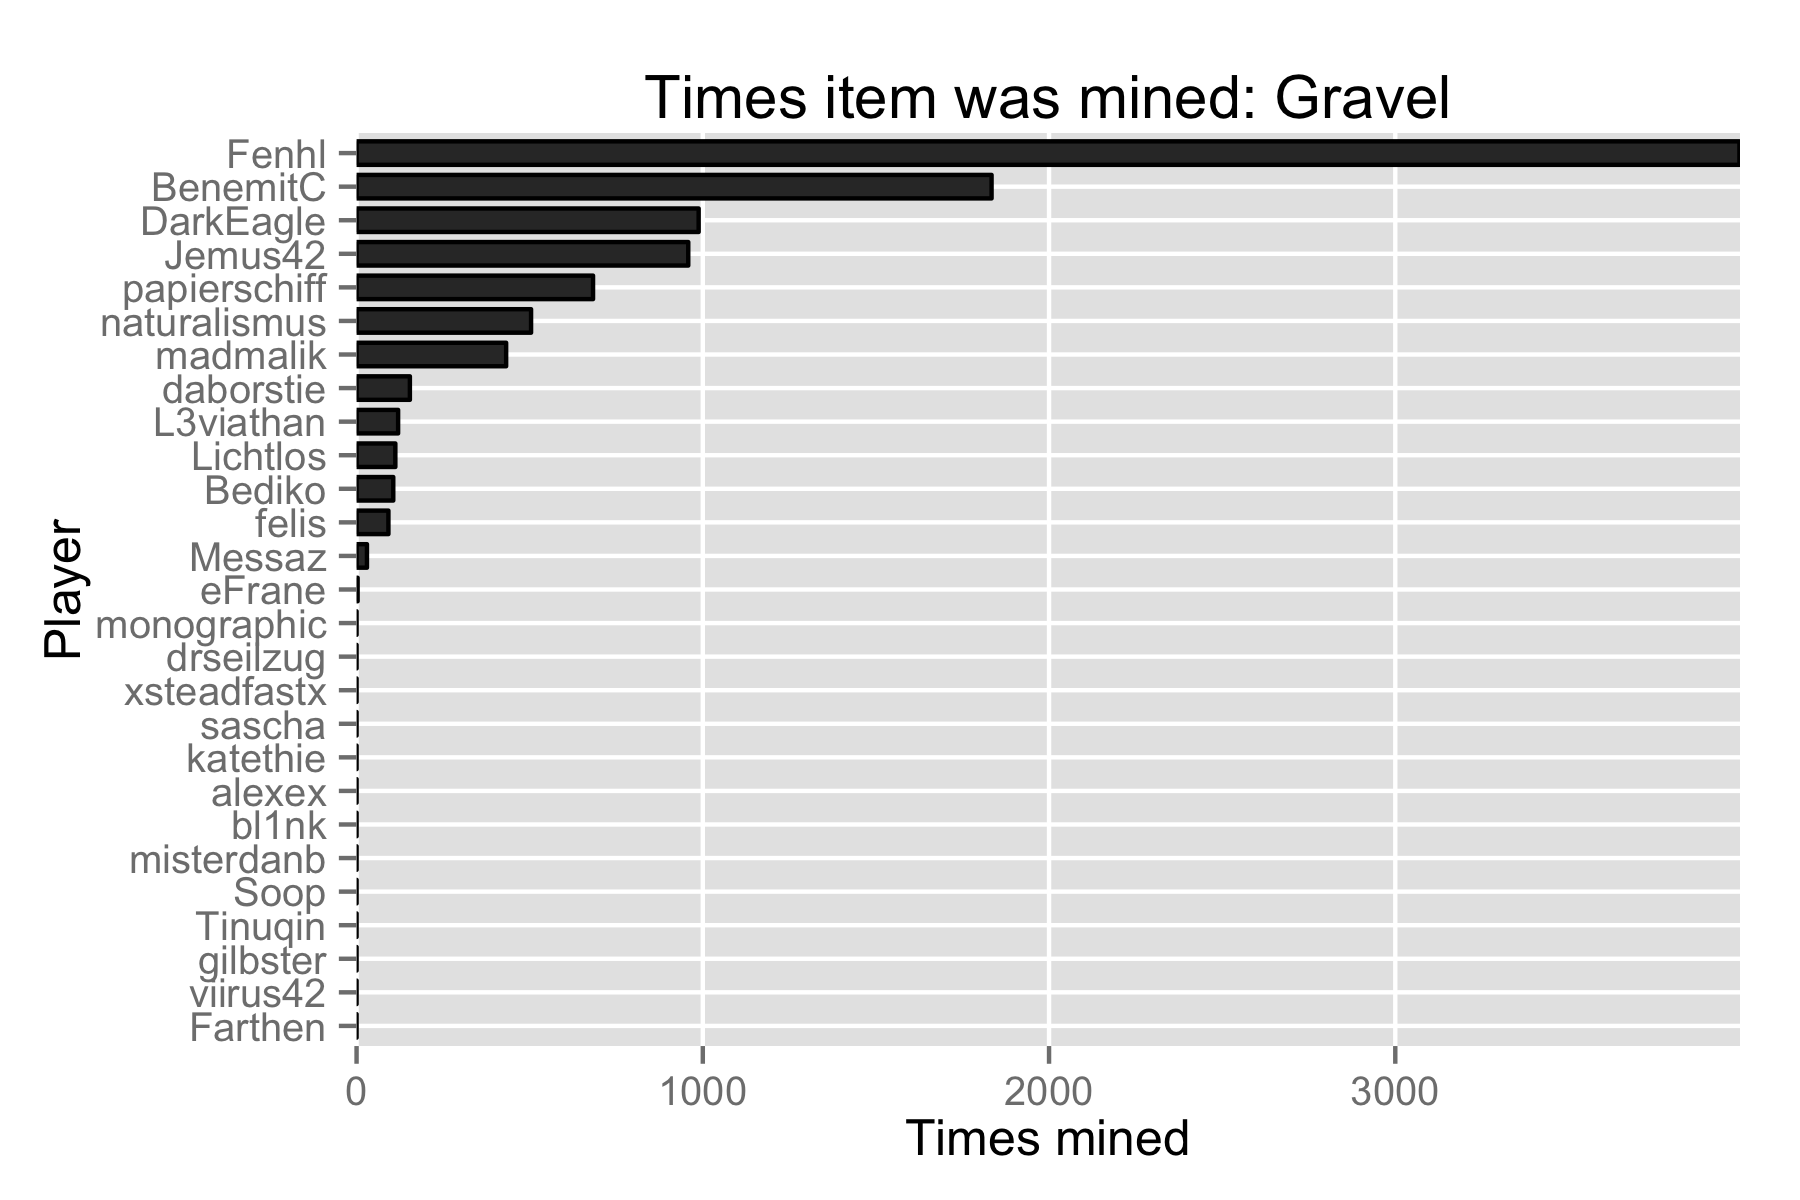 Times item was mined: Gravel
Fenhl
BenemitC
DarkEagle
Jemus42
papierschiff
naturalismus
madmalik
daborstie
L3viathan
Lichtlos
Bediko
felis
Messaz
eFrane
monographic
drseilzug
xsteadfastx
sascha
katethie
alexex
bl1nk
misterdanb
Soop
Tinuqin
gilbster
viirus42
Farthen
Player
0 1000 2000 3000
Times mined